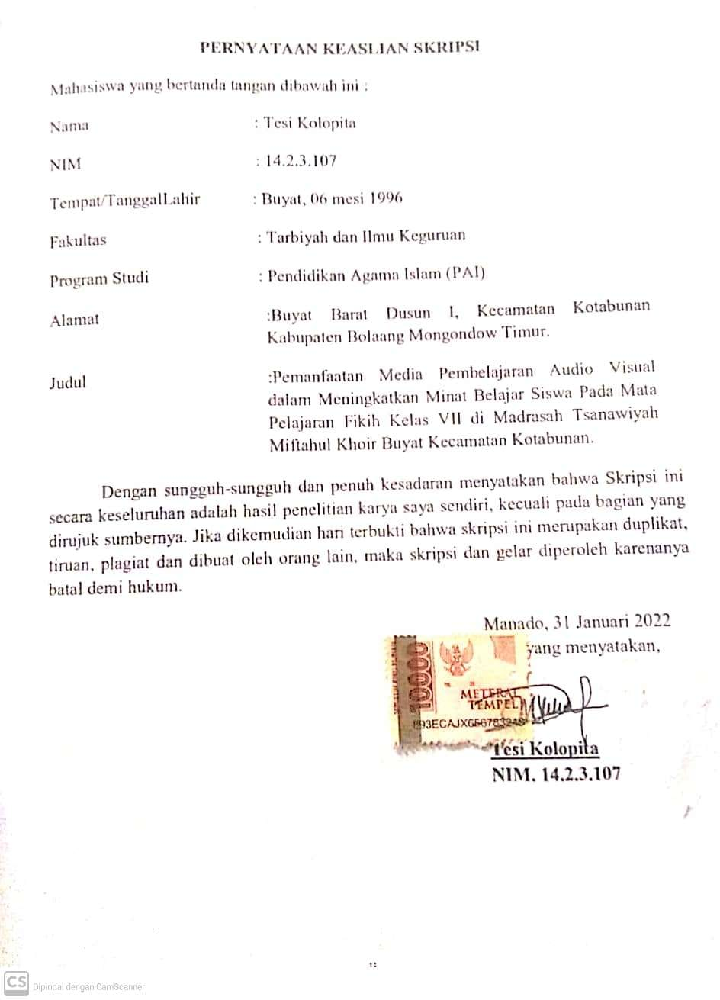 PERNYATAAN KEASLIAN SKRIPSI
Mahasiswa yang bertanda tangan dibawah ini :
Nama : Tesi Kolopita
NIM : 14.2.3.107
Tempat/TanggalLahir : Buyat, 06 mesi 1996
Fakultas : Tarbiyah dan Ilmu Keguruan
Program Studi : Pendidikan Agama Islam (PAI)
Alamat :Buyat Barat Dusun I, Kecamatan Kotabunan
Kabupaten Bolaang Mongondow Timur.
Judul :Pemanfaatan Media Pembelajaran Audio Visual
dalam Meningkatkan Minat Belajar Siswa Pada Mata
Pelajaran Fikih Kelas VII di Madrasah Tsanawiyah
Miftahul Khoir Buyat Kecamatan Kotabunan.
Dengan sungguh-sungguh dan penuh kesadaran menyatakan bahwa Skripsi ini
secara keseluruhan adalah hasil penelitian karya saya sendiri, kecuali pada bagian yang
dirujuk sumbernya. Jika dikemudian hari terbukti bahwa skripsi ini merupakan duplikat,
tiruan, plagiat dan dibuat oleh orang lain, maka skripsi dan gelar diperoleh karenanya
batal demi hukum.
Manado, 31 Januari 2022
yang menyatakan,
10000
METERAI
TEMPEL
Tesi Kolopita
NIM. 14.2.3.107
CS Dipindai dengan CamScanner